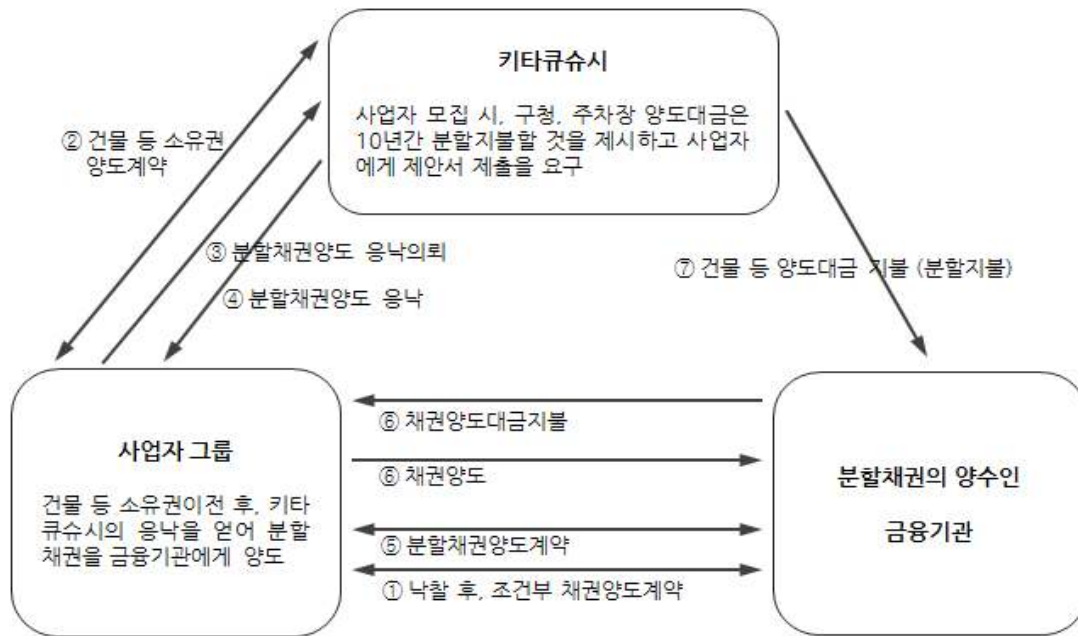 키타큐슈시
사업자 모집 시, 구청, 주차장 양도대금은
10년간 분할지불할 것을 제시하고 사업자
에게 제안서 제출을 요구
② 건물 등 소유권
양도계약
③ 분할채권양도 응낙의뢰
④ 분할채권양도 응낙
⑦ 건물 등 양도대금 지불 (분할지불)
사업자 그룹
건물 등 소유권이전 후, 키타
큐슈시의 응낙을 얻어 분할
채권을 금융기관에게 양도
⑥ 채권양도대금지불
⑥ 채권양도
⑤ 분할채권양도계약
① 낙찰 후, 조건부 채권양도계약
분할채권의 양수인
금융기관